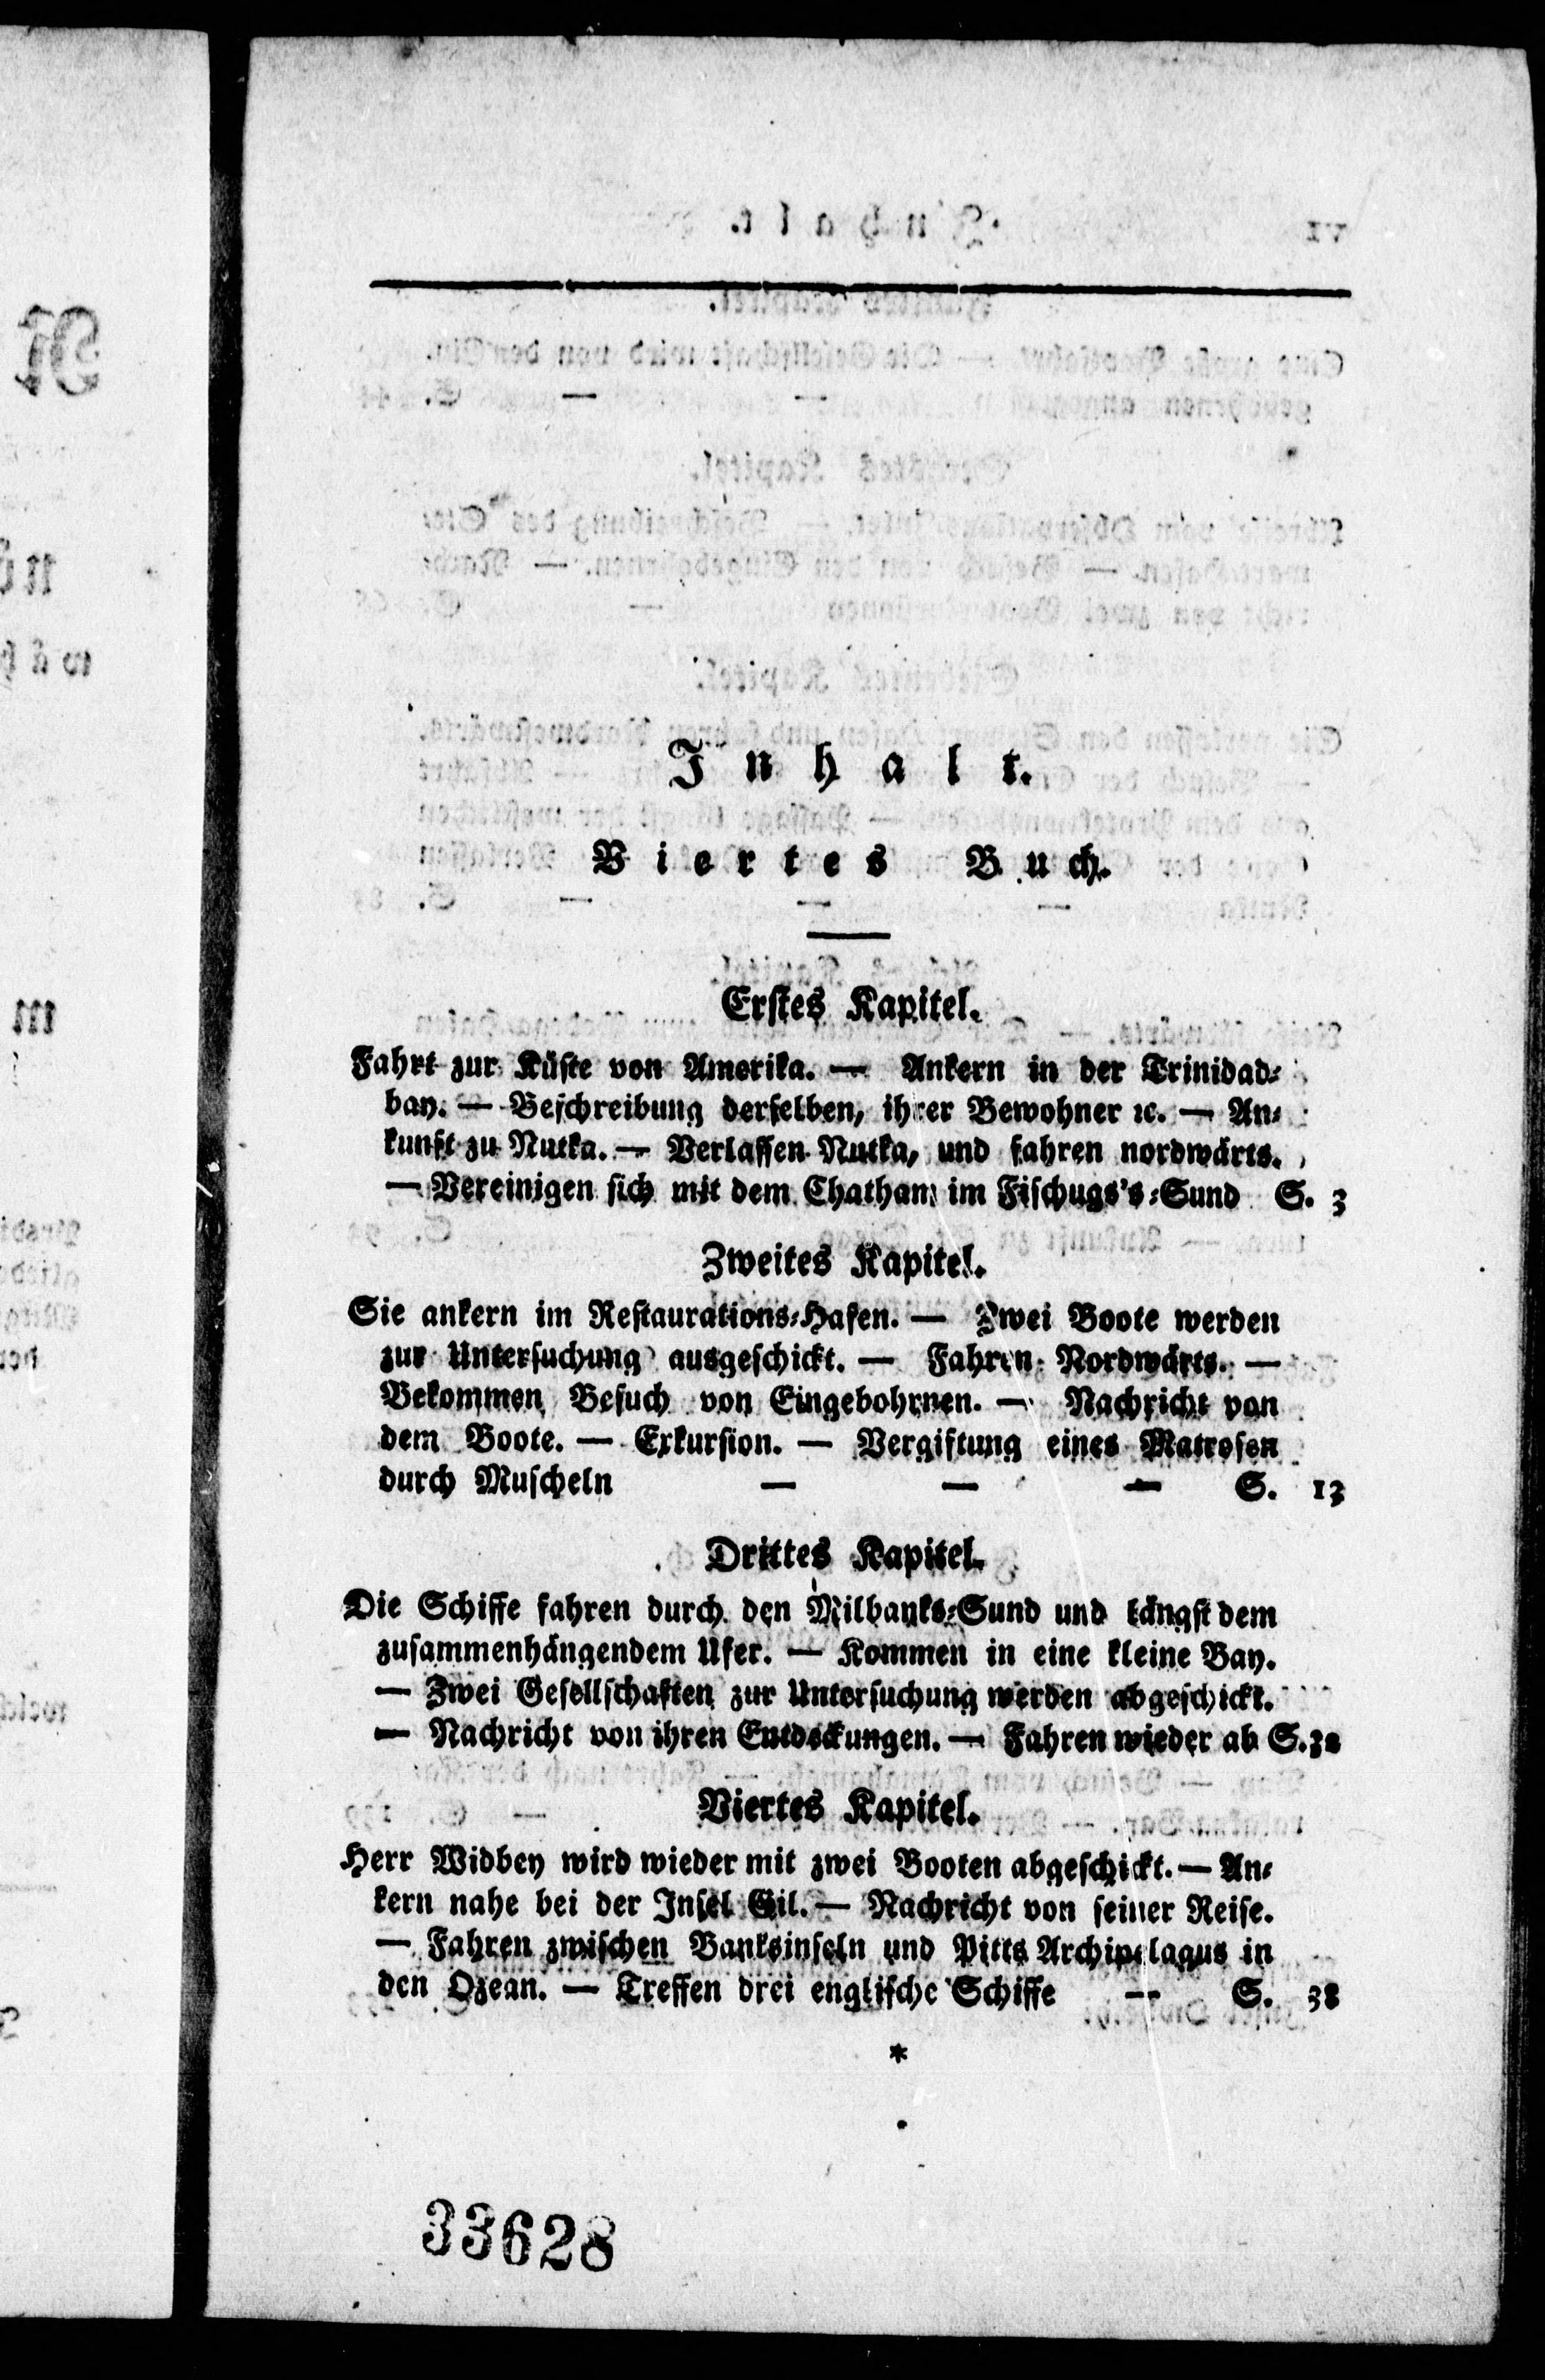 Inhalt.
Viertes Buch.
Erstes Kapitel.
Fahrt zur Küste von Amerika. — Ankern in der Trinidad-
bay. — Beschreibung derselben, ihrer Bewohner ꝛc. — An-
kunft zu Nutka. — Verlassen Nutka, und fahren nordwärts.
— Vereinigen sich mit dem Chatham im Fischugs's-Sund S. 3
Zweites Kapitel.
Sie ankern im Restaurations-Hafen. — Zwei Boote werden
zur Untersuchung ausgeschickt. — Fahren Nordwärts. —
Bekommen Besuch von Eingebohrnen. — Nachricht von
dem Boote. — Exkursion. — Vergiftung eines Matrosen
durch Muscheln — — — S. 13
Drittes Kapitel.
Die Schiffe fahren durch den Milbanks-Sund und längst dem
zusammenhängendem Ufer. — Kommen in eine kleine Bay.
— Zwei Gesellschaften zur Untersuchung werden abgeschickt.
— Nachricht von ihren Entdeckungen. — Fahren wieder ab S.
Viertes Kapitel.
Herr Widbey wird wieder mit zwei Booten abgeschickt. — An-
kern nahe bei der Insel Gil. — Nachricht von seiner Reise.
— Fahren zwischen Banksinseln und Pitts Archipelagus in
den Ozean. — Treffen drei englische Schiffe — S. 38
*
33628